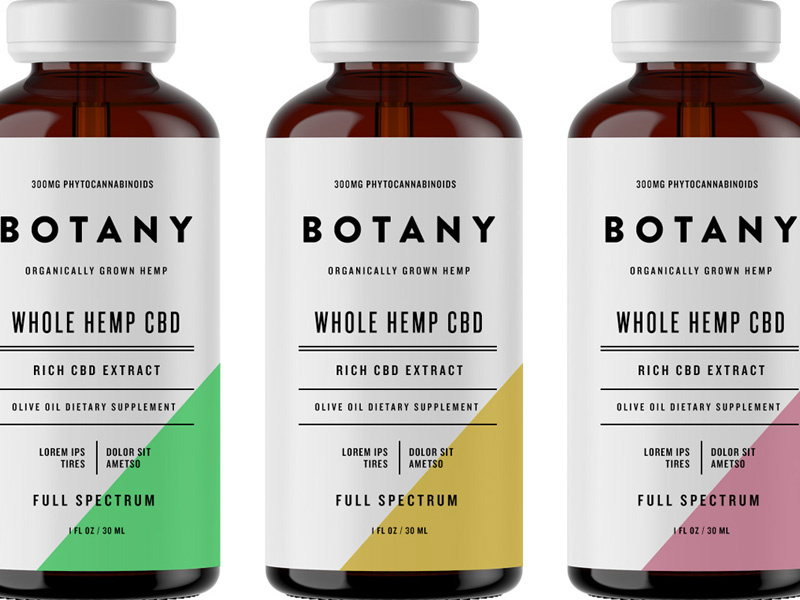 300MG PHYTOCANNABINOIDS
BOTANY
ORGANICALLY GROWN HEMP
WHOLE HEMP CBD
RICH CBD EXTRACT
OLIVE OIL DIETARY SUPPLEMENT
LOREM IPS TIRES
DOLOR SIT AMETSO
FULL SPECTRUM
1 FL OZ / 30 ML
300MG PHYTOCANNABINOIDS
BOTANY
ORGANICALLY GROWN HEMP
WHOLE HEMP CBD
RICH CBD EXTRACT
OLIVE OIL DIETARY SUPPLEMENT
LOREM IPS TIRES
DOLOR SIT AMETSO
FULL SPECTRUM
1 FL OZ / 30 ML
300MG PHYTOCANNABINOIDS
BOTANY
ORGANICALLY GROWN HEMP
WHOLE HEMP CBD
RICH CBD EXTRACT
OLIVE OIL DIETARY SUPPLEMENT
LOREM IPS TIRES
DOLOR SIT AMETSO
FULL SPECTRUM
1 FL OZ / 30 ML